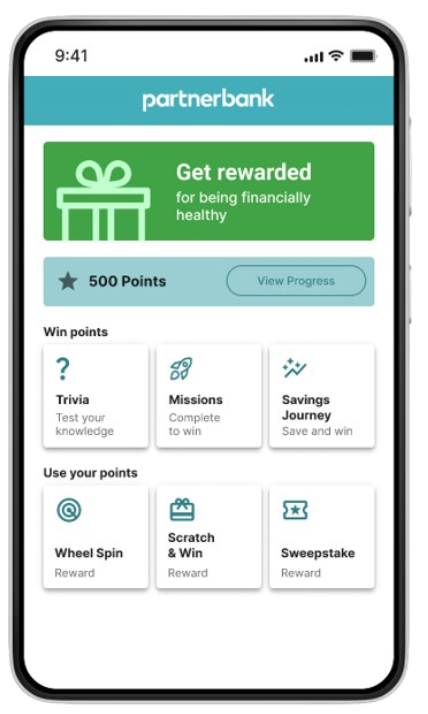 9:41
partnerbank
Get rewarded
for being financially
healthy
500 Points
View Progress
Win points
?
Trivia
Test your
knowledge
Missions
Complete
to win
Savings
Journey
Save and win
Use your points
Wheel Spin
Reward
Scratch
& Win
Reward
Sweepstake
Reward